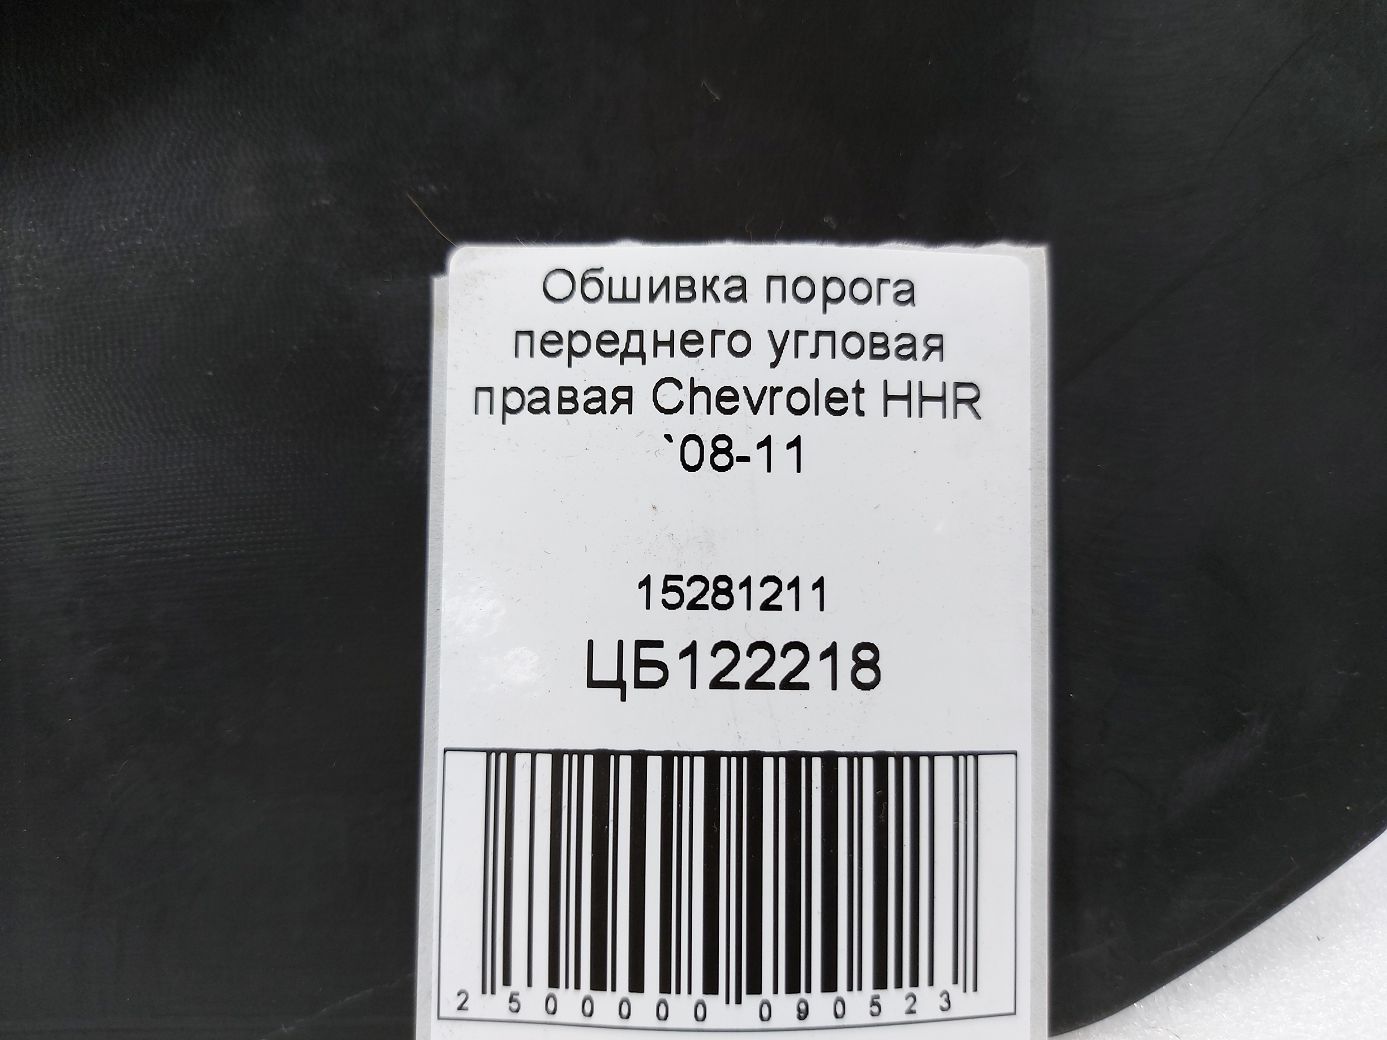 Обшивка порога
переднего угловая
правая Chevrolet HHR
`08-11
15281211
ЦБ122218
2 500000 090523